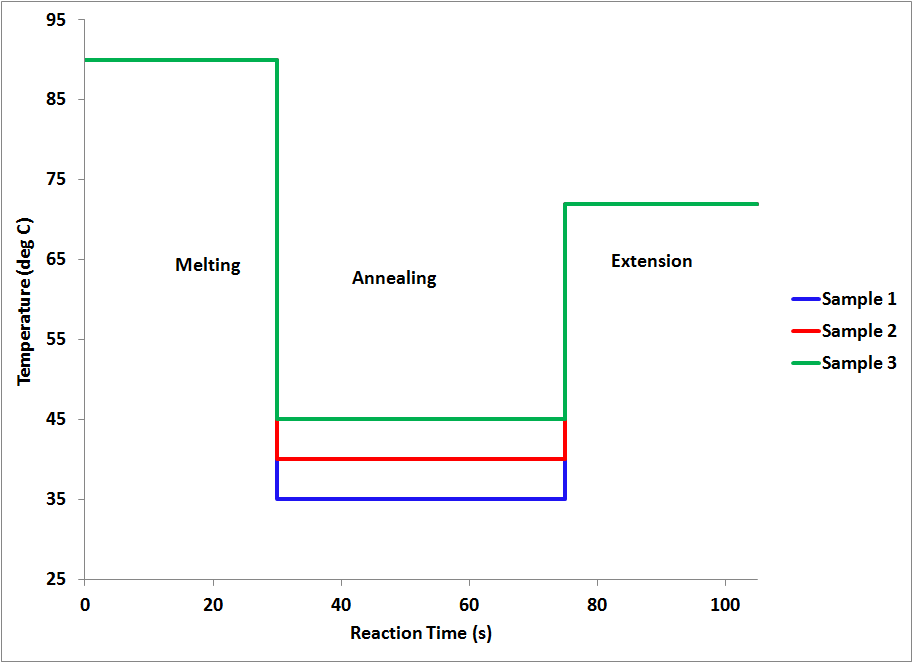 95
85
75
65
55
45
35
25
Temperature (deg C)
Melting
Annealing
Extension
Sample 1
Sample 2
Sample 3
0 20 40 60 80 100
Reaction Time (s)